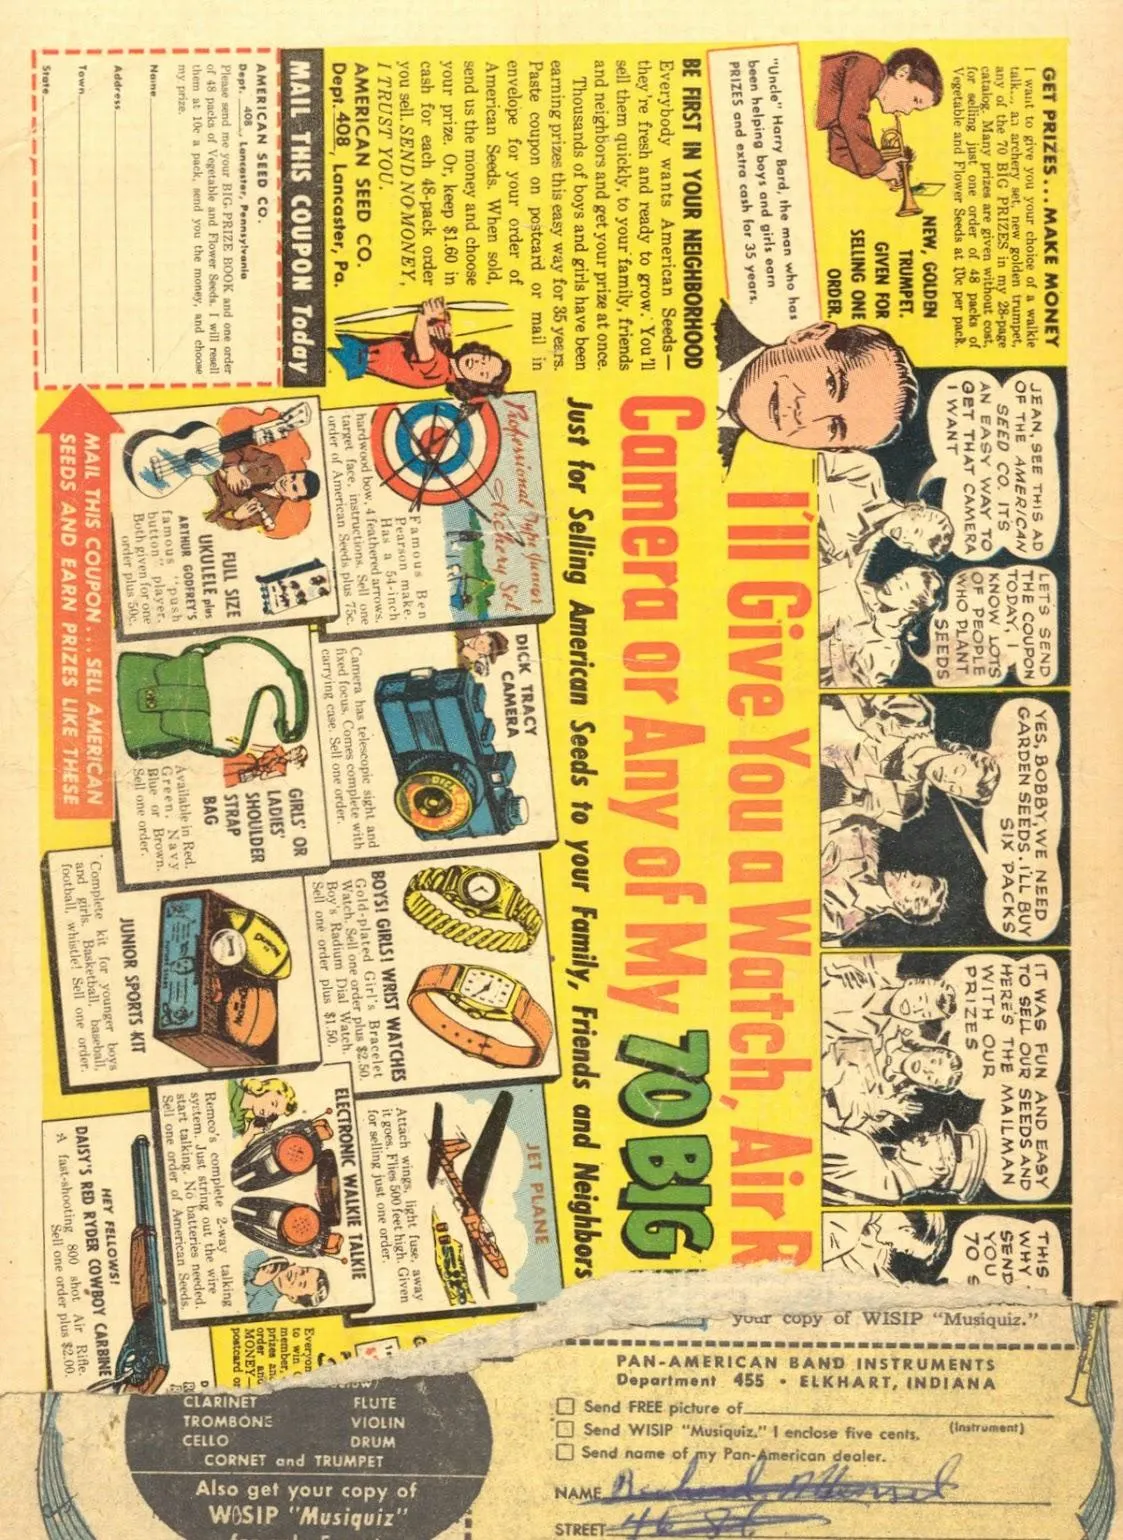 GET PRIZES... MAKE MONEY
I want to give you your choice of a walkie
talk..., an archery set, new golden trumpet,
any of the 70 BIG PRIZES in my 28-page
catalog. Many prizes are given without cost,
for selling just one order of 48 packs of
Vegetable and Flower Seeds at 10c per pack.
NEW, GOLDEN
TRUMPET.
GIVEN FOR
SELLING ONE
ORDER.
"Uncle" Harry Bard, the man who has
been helping boys and girls earn
PRIZES and extra cash for 35 years.
JEAN, SEE THIS AD
OF THE AMERICAN
SEED CO. IT'S
AN EASY WAY TO
GET THAT CAMERA
I WANT
LET'S SEND
THE COUPON
TODAY, I
KNOW LOTS
OF PEOPLE
WHO PLANT
SEEDS
YES, BOBBY, WE NEED
GARDEN SEEDS. I'LL BUY
SIX PACKS
IT WAS FUN AND EASY
TO SELL OUR SEEDS AND
HERE'S THE MAILMAN
WITH OUR
PRIZES
THIS
WHY
SEND
YOU
70 S
I'll Give You a Watch, Air R
Camera or Any of My 70 BIG
Just for Selling American Seeds to your Family, Friends and Neighbors
BE FIRST IN YOUR NEIGHBORHOOD
Everybody wants American Seeds—
they're fresh and ready to grow. You'll
sell them quickly, to your family, friends
and neighbors and get your prize at once.
Thousands of boys and girls have been
earning prizes this easy way for 35 years.
Paste coupon on postcard or mail in
envelope for your order of
American Seeds. When sold,
send us the money and choose
your prize. Or, keep $1.60 in
cash for each 48-pack order
you sell. SEND NO MONEY,
I TRUST YOU.
AMERICAN SEED CO.
Dept. 408, Lancaster, Pa.
MAIL THIS COUPON Today
AMERICAN SEED CO.
Dept. 408, Lancaster, Pennsylvania
Please send me your BIG PRIZE BOOK and one order
of 48 packs of Vegetable and Flower Seeds. I will resell
them at 10c a pack, send you the money, and choose
my prize.
Name
Address
Town
State
Professional Type Junior
Archery Set
Famous Ben
Pearson make.
Has a 54-inch
hardwood bow, 4 feathered arrows,
target face, instructions. Sell one
order of American Seeds plus 75c.
DICK TRACY
CAMERA
Camera has telescopic sight and
fixed focus. Comes complete with
carrying case. Sell one order.
BOYS! GIRLS! WRIST WATCHES
Gold-plated Girl's Bracelet
Watch. Sell one order plus $2.50.
Boy's Radium Dial Watch.
Sell one order plus $1.50.
JET PLANE
Attach wings, light fuse, away
it goes. Flies 500 feet high. Given
for selling just one order.
FULL SIZE
UKULELE plus
ARTHUR GODFREY'S
famous "push
button" player.
Both given for one
order plus 50c.
GIRLS' OR
LADIES'
SHOULDER
STRAP
BAG
Available in Red,
Green, Navy
Blue or Brown.
Sell one order.
JUNIOR SPORTS KIT
Complete kit for younger boys
and girls. Basketball, baseball,
football, whistle! Sell one order.
ELECTRONIC WALKIE TALKIE
Remco's complete 2-way talking
system. Just string out the wire
start talking. No batteries needed.
Sell one order of American Seeds.
HEY FELLOWS!
DAISY'S RED RYDER COWBOY CARBINE
A fast-shooting 800 shot Air Rifle.
Sell one order plus $2.00.
Everyon
to win
member,
prizes an
order and
MONEY—
postcard or
MAIL THIS COUPON... SELL AMERICAN
SEEDS AND EARN PRIZES LIKE THESE
your copy of WISIP "Musiquiz."
PAN-AMERICAN BAND INSTRUMENTS
Department 455 • ELKHART, INDIANA
Send FREE picture of
(Instrument)
Send WISIP "Musiquiz." I enclose five cents.
Send name of my Pan-American dealer.
NAME
STREET 46 St
CLARINET FLUTE
TROMBONE VIOLIN
CELLO DRUM
CORNET and TRUMPET
Also get your copy of
WISIP "Musiquiz"